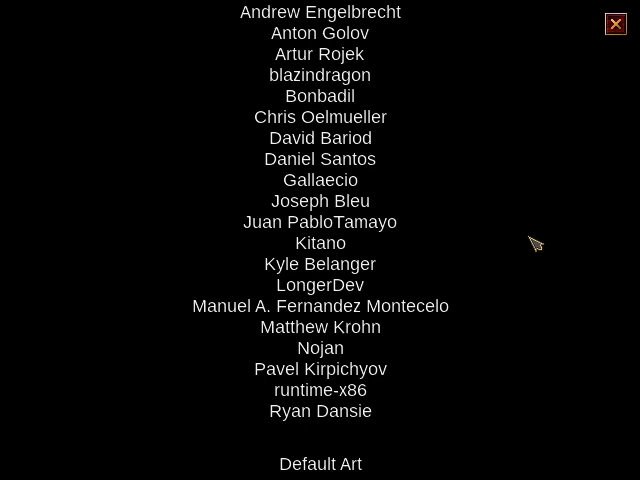 Andrew Engelbrecht
Anton Golov
Artur Rojek
blazindragon
Bonbadil
Chris Oelmueller
David Bariod
Daniel Santos
Gallaecio
Joseph Bleu
Juan PabloTamayo
Kitano
Kyle Belanger
LongerDev
Manuel A. Fernandez Montecelo
Matthew Krohn
Nojan
Pavel Kirpichyov
runtime-x86
Ryan Dansie
Default Art